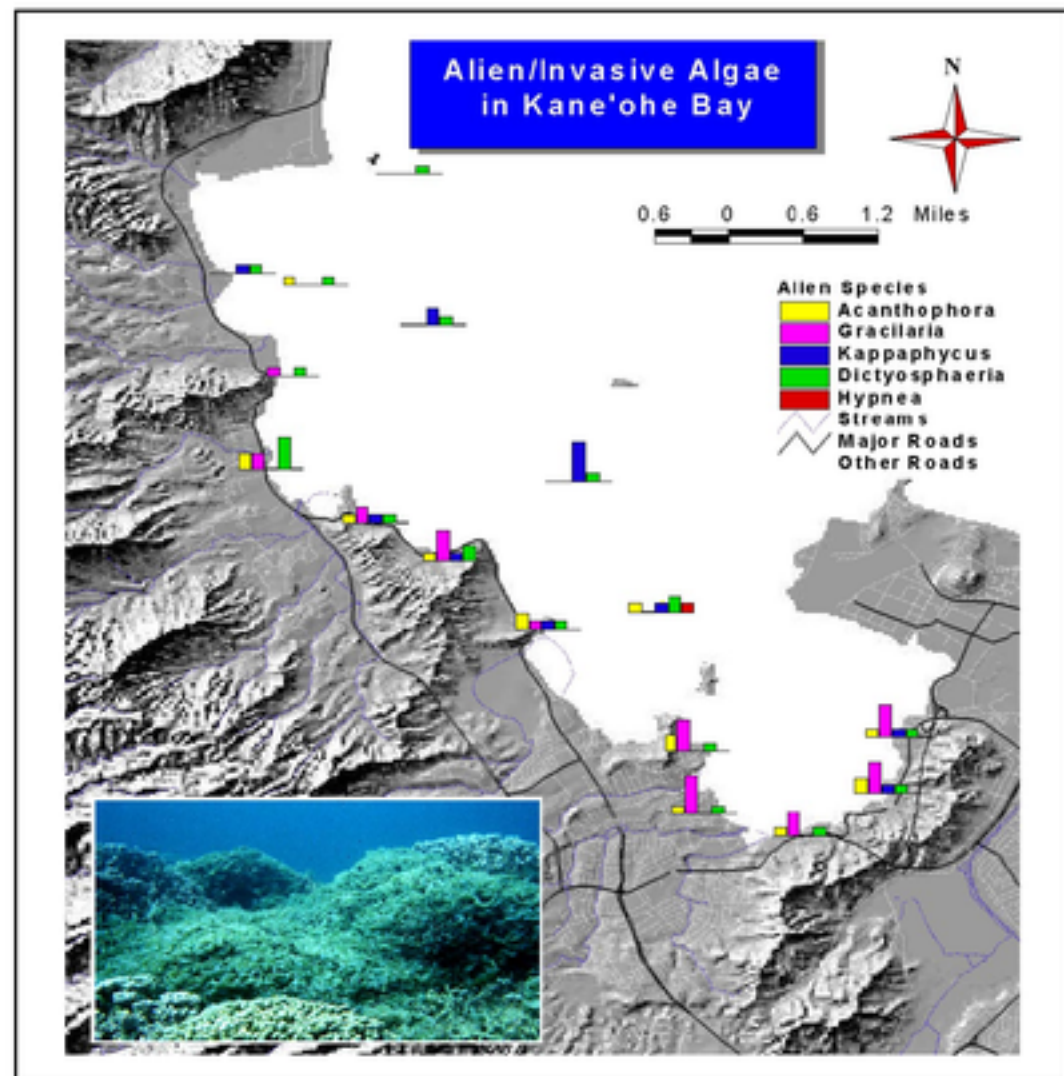 Alien/Invasive Algae
in Kane'ohe Bay
N
0.6 0 0.6 1.2 Miles
Alien Species
Acanthophora
Gracilaria
Kappaphycus
Dictyosphaeria
Hypnea
Streams
Major Roads
Other Roads